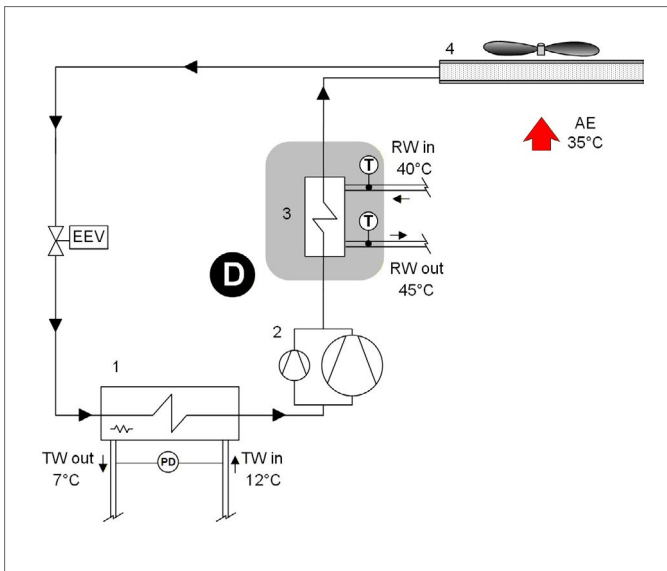 4
AE
35°C
RW in
40°C
T
3
T
EEV
D
RW out
45°C
2
1
TW out
7°C
PD
TW in
12°C